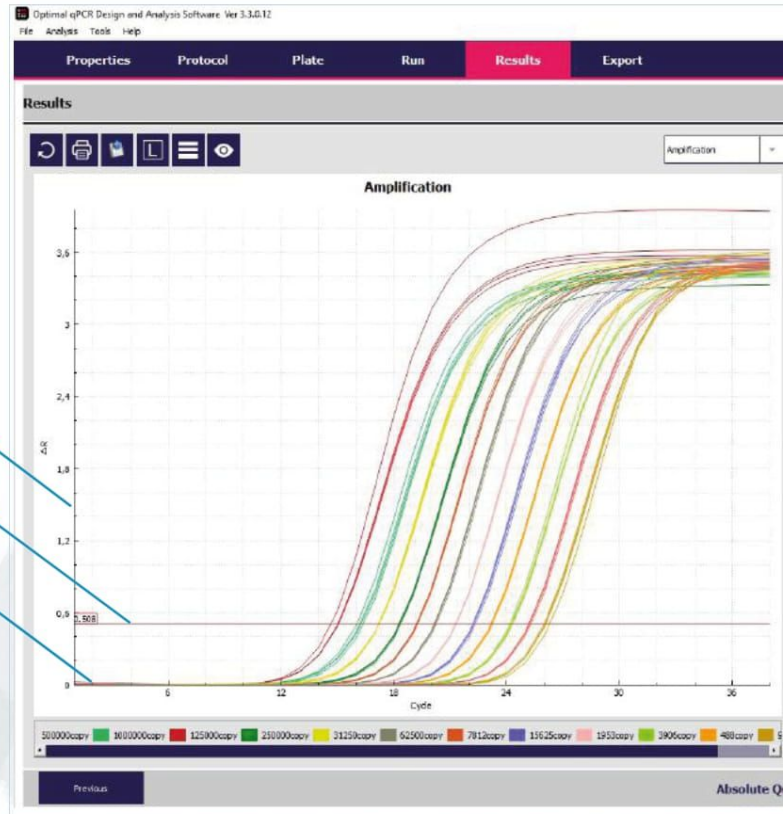 Optimal qPCR Design and Analysis Software Ver 3.3.0.12
File Analysis Tools Help
Properties Protocol Plate Run Results Export
Results
L
Amplification
Amplification
3,6
3
2,4
1,8
1,2
0,6
0
ΔR
0.508
6 12 18 24 30 36
Cycle
500000copy 1000000copy 125000copy 250000copy 31250copy 62500copy 7812copy 15625copy 1953copy 3906copy 488copy 9
Previous
Absolute Q